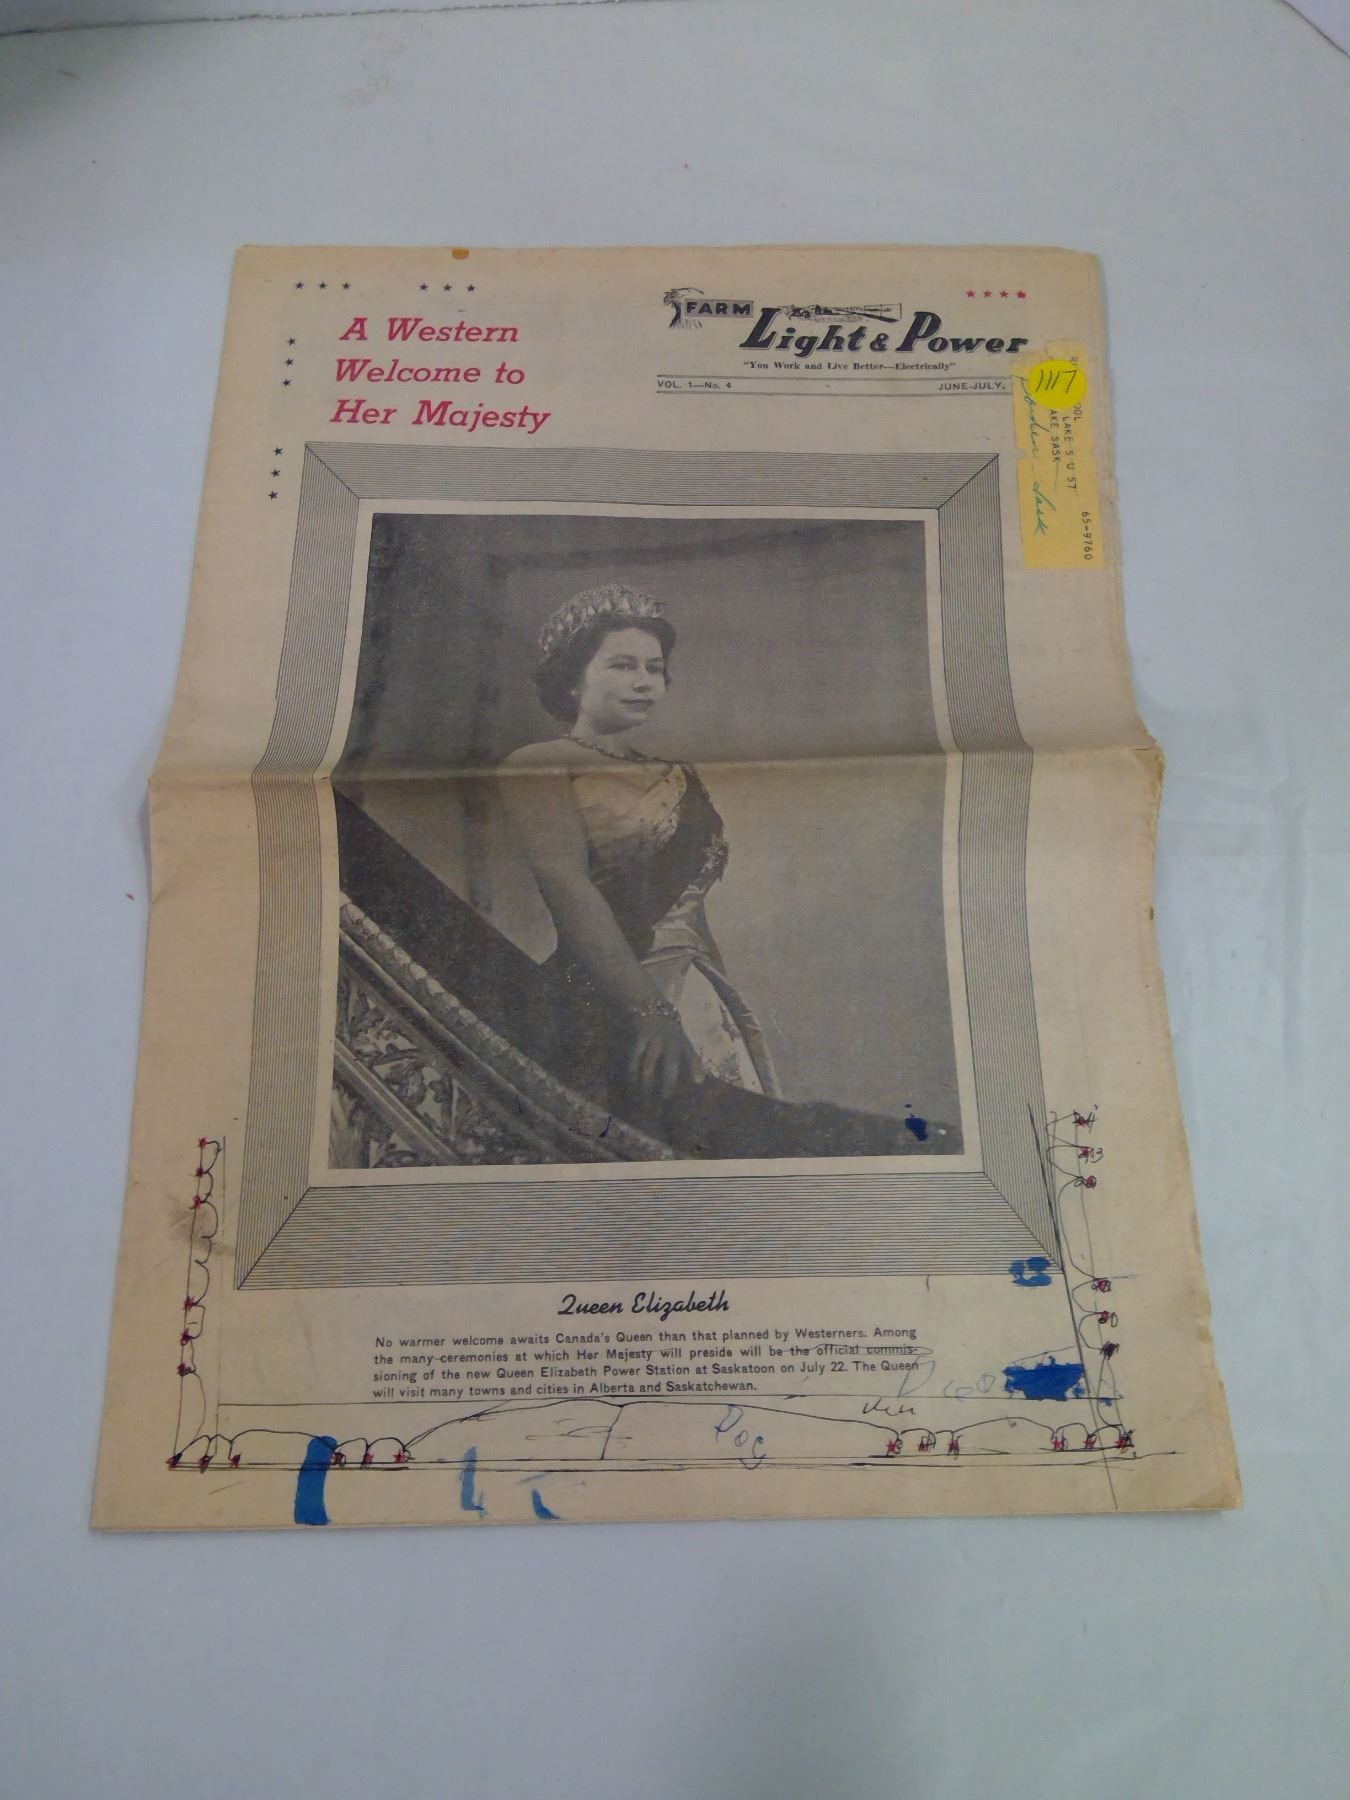 A Western
Welcome to
Her Majesty
FARM
Light & Power
"You Work and Live Better—Electrically"
VOL. 1—No. 4
JUNE-JULY,
1117
LAKE S U 57
AKE SASK
65-9760
Queen Elizabeth
No warmer welcome awaits Canada's Queen than that planned by Westerners. Among
the many ceremonies at which Her Majesty will preside will be the official commis-
sioning of the new Queen Elizabeth Power Station at Saskatoon on July 22. The Queen
will visit many towns and cities in Alberta and Saskatchewan.